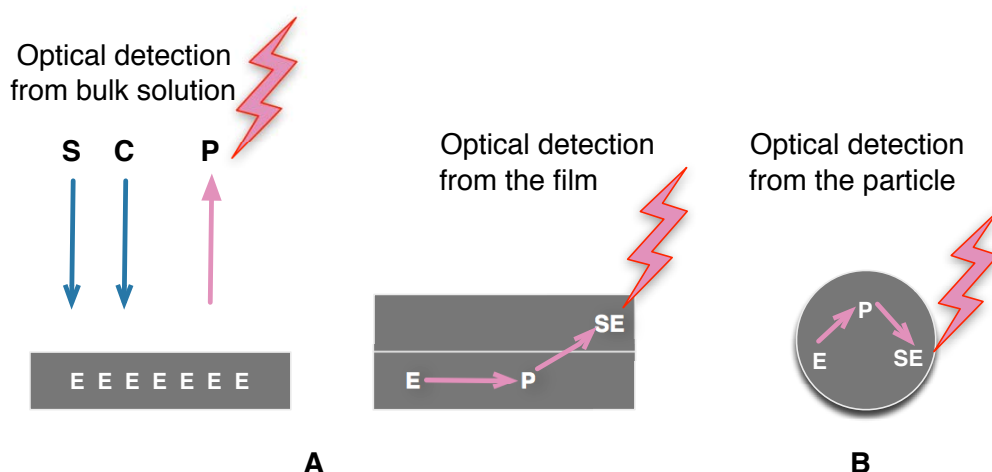 Optical detection
from bulk solution
S C P
E E E E E E E
Optical detection
from the film
SE
E P
Optical detection
from the particle
P
E SE
A
B